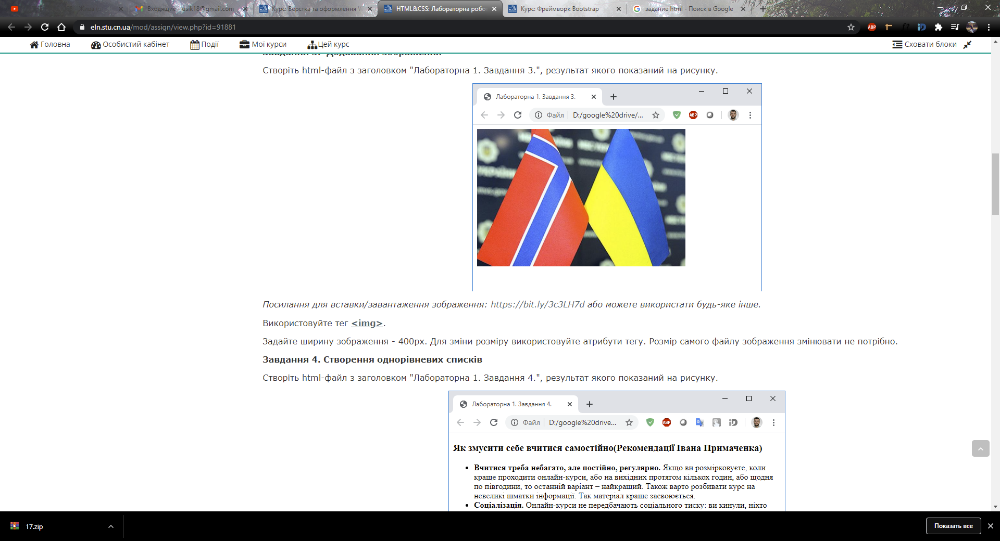 Входящие - usik18@gmail.com
Курс: Верстка та оформлення
HTML&CSS: Лабораторна робо
Курс: Фреймворк Bootstrap
задание html - Поиск в Google
eln.stu.cn.ua/mod/assign/view.php?id=91881
Головна
Особистий кабінет
Події
Мої курси
Цей курс
Сховати блоки
Завдання 3. Додавання зображення
Створіть html-файл з заголовком "Лабораторна 1. Завдання 3.", результат якого показаний на рисунку.
Лабораторна 1. Завдання 3.
Файл
D:/google%20drive/...
ABP
Посилання для вставки/завантаження зображення: https://bit.ly/3c3LH7d або можете використати будь-яке інше.
Використовуйте тег <img>.
Задайте ширину зображення - 400px. Для зміни розміру використовуйте атрибути тегу. Розмір самого файлу зображення змінювати не потрібно.
Завдання 4. Створення однорівневих списків
Створіть html-файл з заголовком "Лабораторна 1. Завдання 4.", результат якого показаний на рисунку.
Лабораторна 1. Завдання 4.
Файл
D:/google%20drive...
ABP
Як змусити себе вчитися самостійно(Рекомендації Івана Примаченка)
Вчитися треба небагато, але постійно, регулярно. Якщо ви розмірковуєте, коли
краще проходити онлайн-курси, або на вихідних протягом кількох годин, або щодня
по півгодини, то останній варіант – найкращий. Також варто розбивати курс на
невеликі шматки інформації. Так матеріал краще засвоюється.
Соціалізація. Онлайн-курси не передбачають соціального тиску: ви кинули, ніхто
17.zip
Показать все